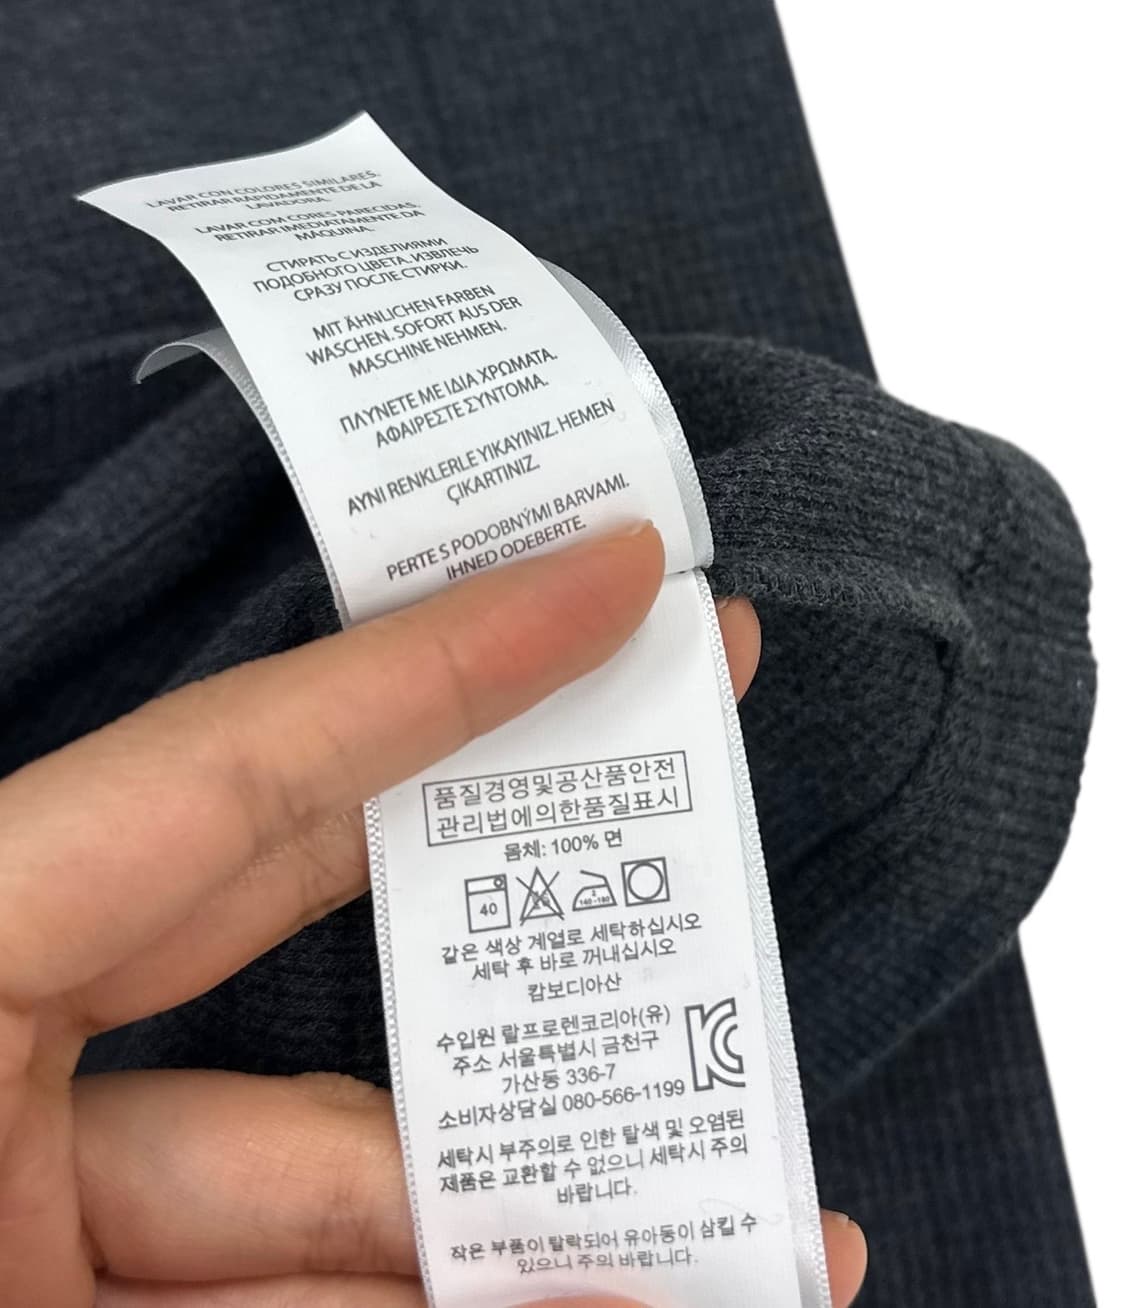 LAVAR CON COLORES SIMILARES.
RETIRAR RÁPIDAMENTE DE LA
LAVADORA.
LAVAR COM CORES PARECIDAS.
RETIRAR IMEDIATAMENTE DA
MÁQUINA.
СТИРАТЬ С ИЗДЕЛИЯМИ
ПОДОБНОГО ЦВЕТА. ИЗВЛЕЧЬ
СРАЗУ ПОСЛЕ СТИРКИ.
MIT ÄHNLICHEN FARBEN
WASCHEN. SOFORT AUS DER
MASCHINE NEHMEN.
ΠΛΥΝΕΤΕ ΜΕ ΙΔΙΑ ΧΡΩΜΑΤΑ.
ΑΦΑΙΡΕΣΤΕ ΣΥΝΤΟΜΑ.
AYNI RENKLERLE YIKAYINIZ. HEMEN
ÇIKARTINIZ.
PERTE S PODOBNÝMI BARVAMI.
IHNED ODEBERTE.
품질경영및공산품안전
관리법에의한품질표시
몸체: 100% 면
40
140-160
같은 색상 계열로 세탁하십시오
세탁 후 바로 꺼내십시오
캄보디아산
수입원 랄프로렌코리아(유)
주소 서울특별시 금천구
가산동 336-7
소비자상담실 080-566-1199
세탁시 부주의로 인한 탈색 및 오염된
제품은 교환할 수 없으니 세탁시 주의
바랍니다.
작은 부품이 탈락되어 유아동이 삼킬 수
있으니 주의 바랍니다.